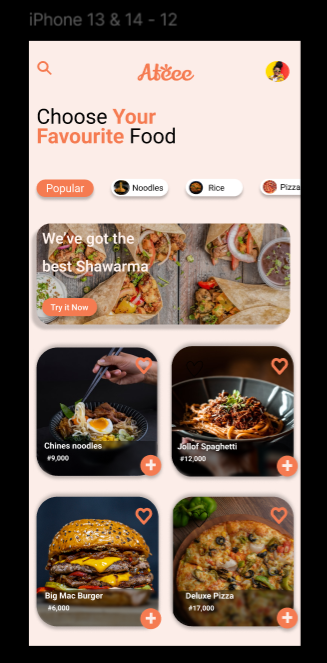 iPhone 13 & 14 - 12
Ateee
Choose Your
Favourite Food
Popular
Noodles
Rice
Pizza
We've got the
best Shawarma
Try it Now
Chines noodles
₦9,000
Jollof Spaghetti
₦12,000
Big Mac Burger
₦6,000
Deluxe Pizza
₦17,000